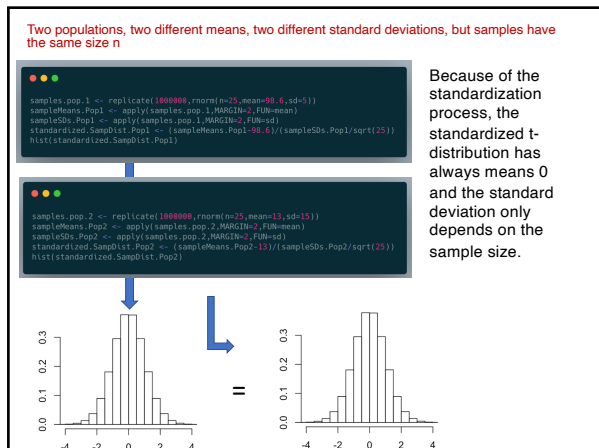 Two populations, two different means, two different standard deviations, but samples have
the same size n
samples.pop.1 <- replicate(1000000,rnorm(n=25,mean=98.6,sd=5))
sampleMeans.Pop1 <- apply(samples.pop.1,MARGIN=2,FUN=mean)
sampleSDs.Pop1 <- apply(samples.pop.1,MARGIN=2,FUN=sd)
standardized.SampDist.Pop1 <- (sampleMeans.Pop1-98.6)/(sampleSDs.Pop1/sqrt(25))
hist(standardized.SampDist.Pop1)
samples.pop.2 <- replicate(1000000,rnorm(n=25,mean=13,sd=15))
sampleMeans.Pop2 <- apply(samples.pop.2,MARGIN=2,FUN=mean)
sampleSDs.Pop2 <- apply(samples.pop.2,MARGIN=2,FUN=sd)
standardized.SampDist.Pop2 <- (sampleMeans.Pop2-13)/(sampleSDs.Pop2/sqrt(25))
hist(standardized.SampDist.Pop2)
Because of the
standardization
process, the
standardized t-
distribution has
always means 0
and the standard
deviation only
depends on the
sample size.
0.3
0.2
0.1
0.0
-4 -2 0 2 4
=
0.3
0.2
0.1
0.0
-4 -2 0 2 4